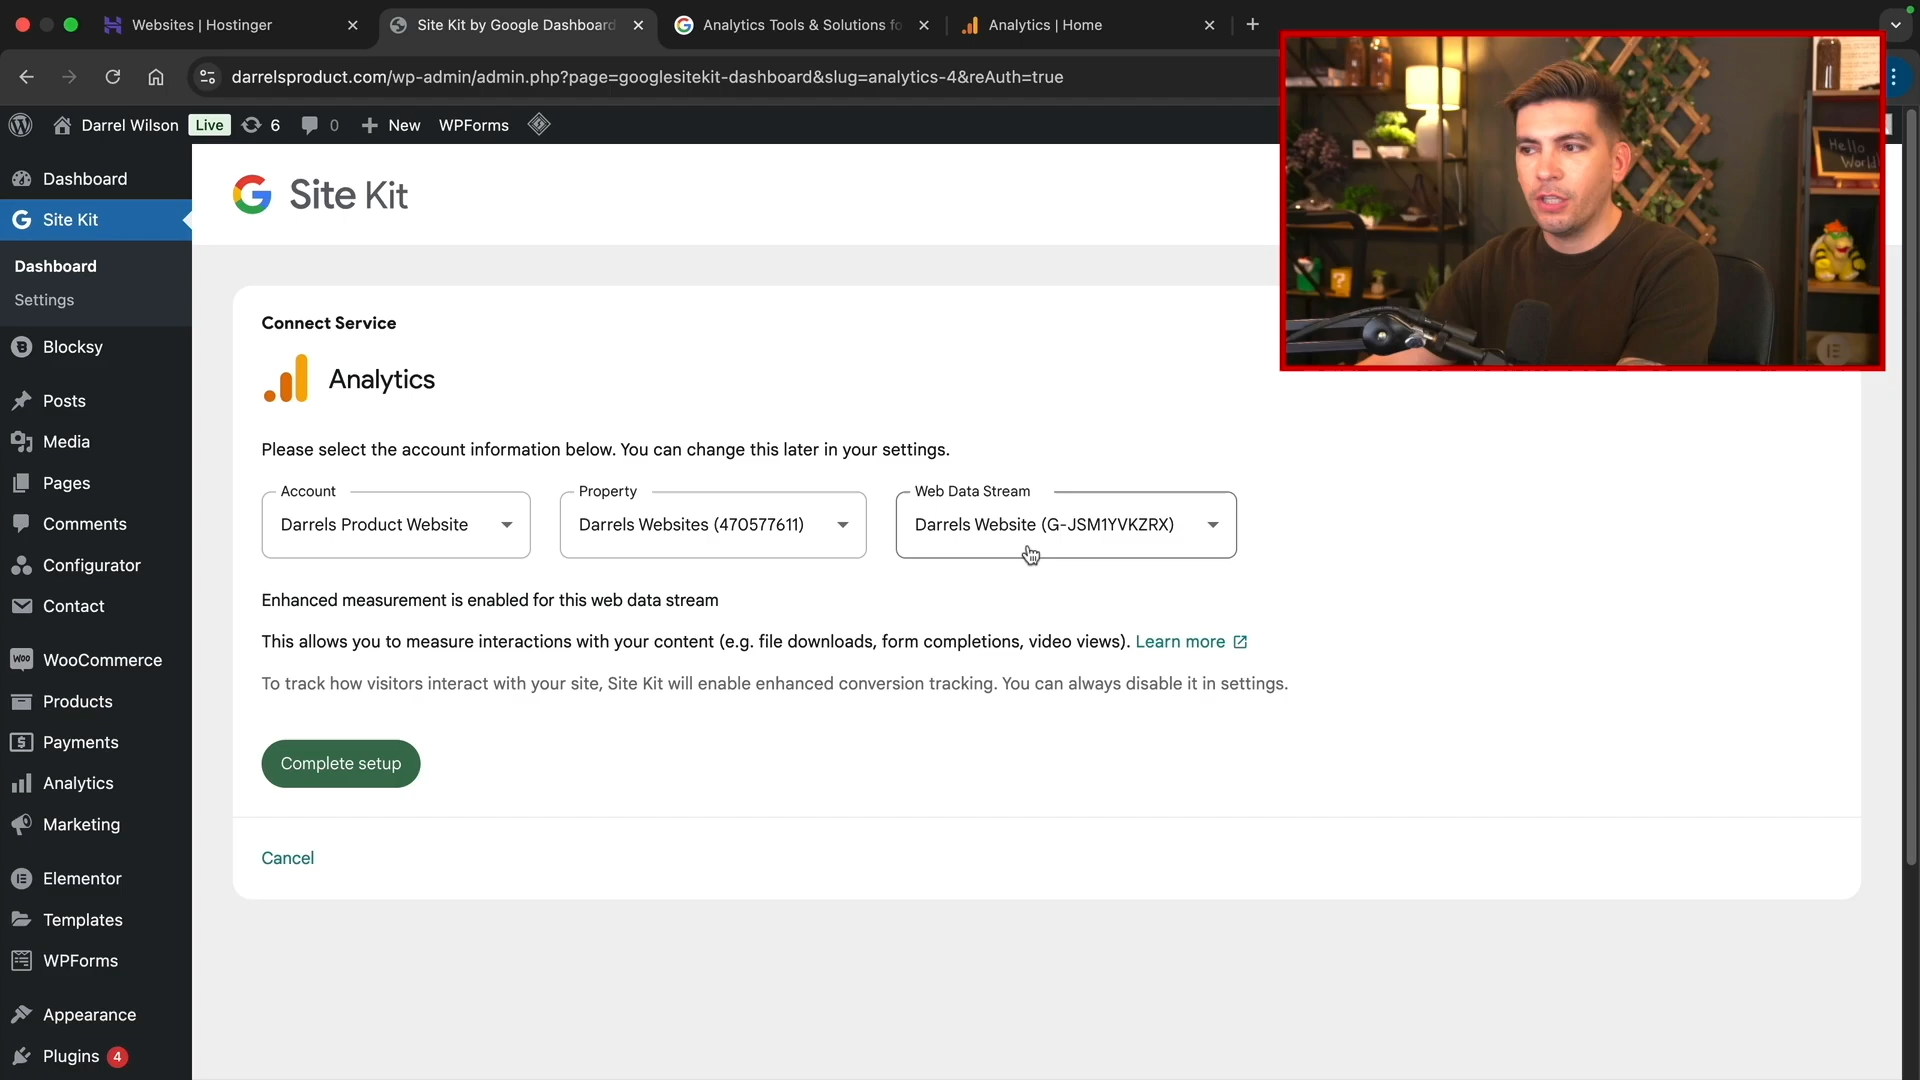 Websites | Hostinger
Site Kit by Google Dashboard
Analytics Tools & Solutions fo
Analytics | Home
darrelsproduct.com/wp-admin/admin.php?page=googlesitekit-dashboard&slug=analytics-4&reAuth=true
Darrel Wilson
Live
6
0
New
WPForms
Dashboard
Site Kit
Dashboard
Settings
Blocksy
Posts
Media
Pages
Comments
Configurator
Contact
WooCommerce
Products
Payments
Analytics
Marketing
Elementor
Templates
WPForms
Appearance
Plugins 4
Site Kit
Connect Service
Analytics
Please select the account information below. You can change this later in your settings.
Account
Darrels Product Website
Property
Darrels Websites (470577611)
Web Data Stream
Darrels Website (G-JSM1YVKZRX)
Enhanced measurement is enabled for this web data stream
This allows you to measure interactions with your content (e.g. file downloads, form completions, video views). Learn more
To track how visitors interact with your site, Site Kit will enable enhanced conversion tracking. You can always disable it in settings.
Complete setup
Cancel
Hello
World